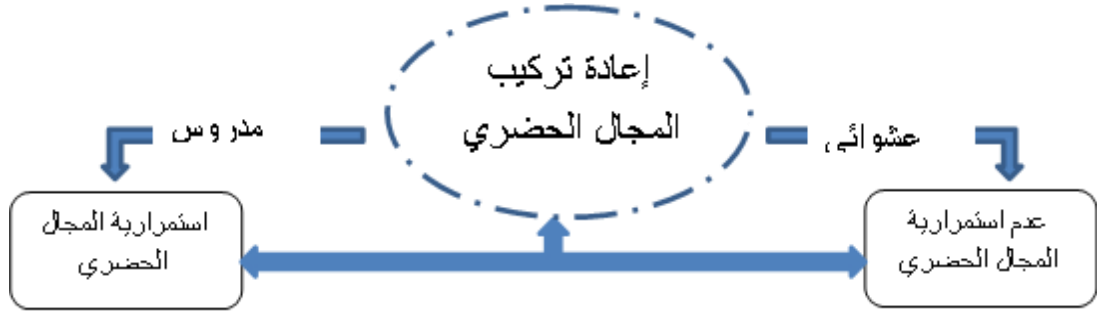 إعادة تركيب
المجال الحضري
عشوائي
مدروس
عدم استمرارية
المجال الحضري
استمرارية المجال
الحضري